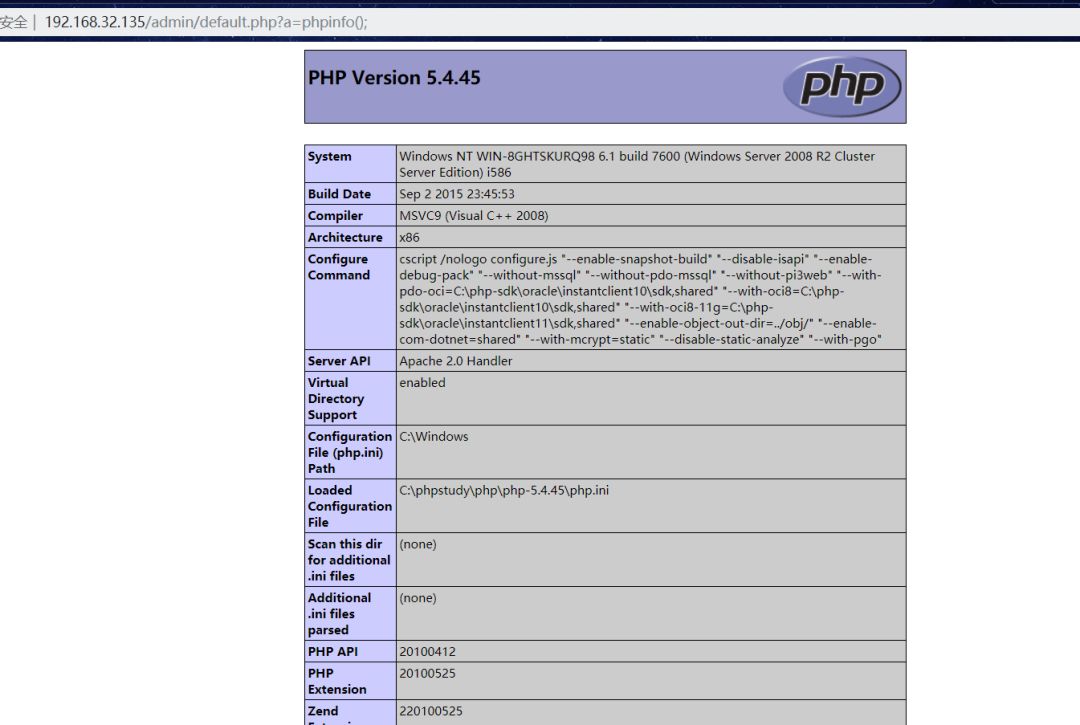 安全 | 192.168.32.135/admin/default.php?a=phpinfo();
PHP Version 5.4.45
php
System
Windows NT WIN-8GHTSKURQ98 6.1 build 7600 (Windows Server 2008 R2 Cluster
Server Edition) i586
Build Date
Sep 2 2015 23:45:53
Compiler
MSVC9 (Visual C++ 2008)
Architecture
x86
Configure
Command
cscript /nologo configure.js "--enable-snapshot-build" "--disable-isapi" "--enable-
debug-pack" "--without-mssql" "--without-pdo-mssql" "--without-pi3web" "--with-
pdo-oci=C:\php-sdk\oracle\instantclient10\sdk,shared" "--with-oci8=C:\php-
sdk\oracle\instantclient10\sdk,shared" "--with-oci8-11g=C:\php-
sdk\oracle\instantclient11\sdk,shared" "--enable-object-out-dir=../obj/" "--enable-
com-dotnet=shared" "--with-mcrypt=static" "--disable-static-analyze" "--with-pgo"
Server API
Apache 2.0 Handler
Virtual
Directory
Support
enabled
Configuration
File (php.ini)
Path
C:\Windows
Loaded
Configuration
File
C:\phpstudy\php\php-5.4.45\php.ini
Scan this dir
for additional
.ini files
(none)
Additional
.ini files
parsed
(none)
PHP API
20100412
PHP
Extension
20100525
Zend
220100525